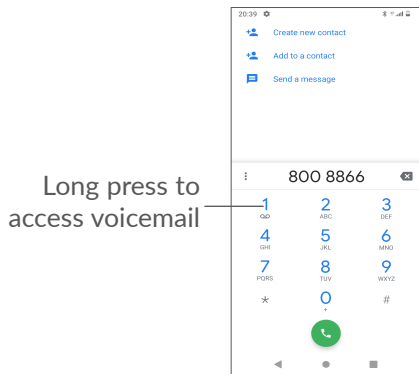 20:39
Create new contact
Add to a contact
Send a message
800 8866
Long press to
access voicemail
1 2 3
ABC DEF
4 5 6
GHI JKL MNO
7 8 9
PQRS TUV WXYZ
* 0 #
+